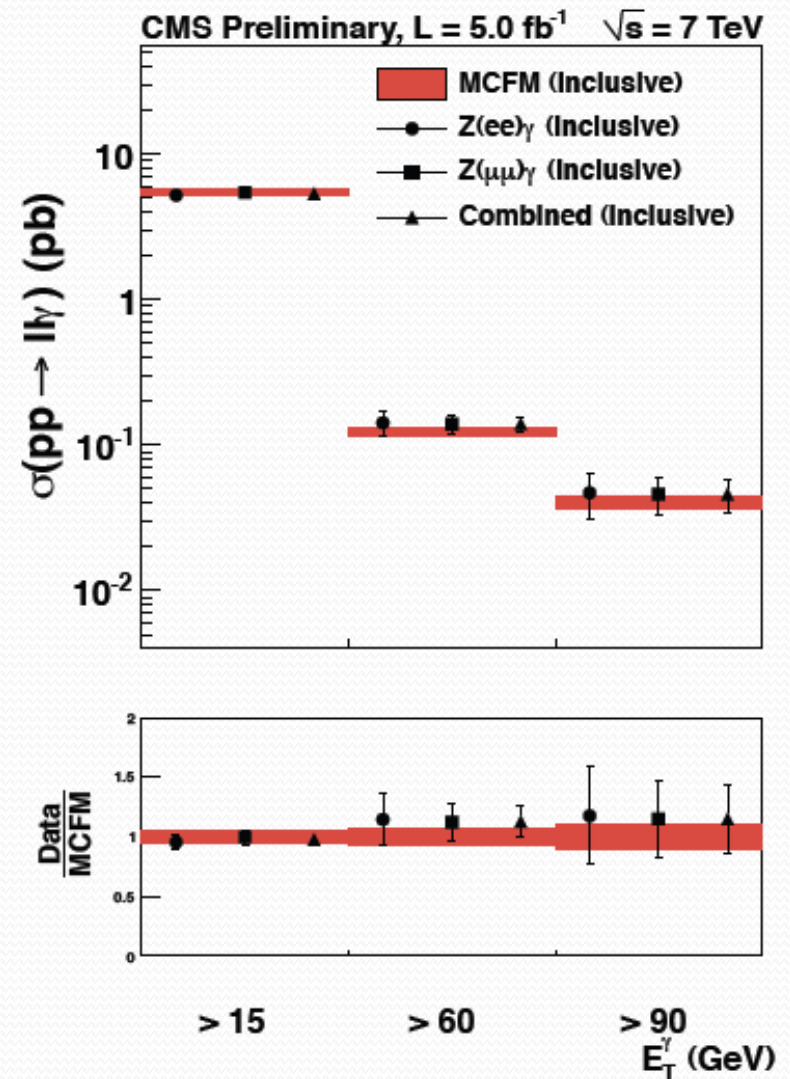 CMS Preliminary, L = 5.0 fb⁻¹ √s = 7 TeV
MCFM (Inclusive)
Z(ee)γ (Inclusive)
Z(μμ)γ (Inclusive)
Combined (Inclusive)
σ(pp → llγ) (pb)
10
1
10⁻¹
10⁻²
Data
MCFM
2
1.5
1
0.5
0
> 15 > 60 > 90
E_T^γ (GeV)